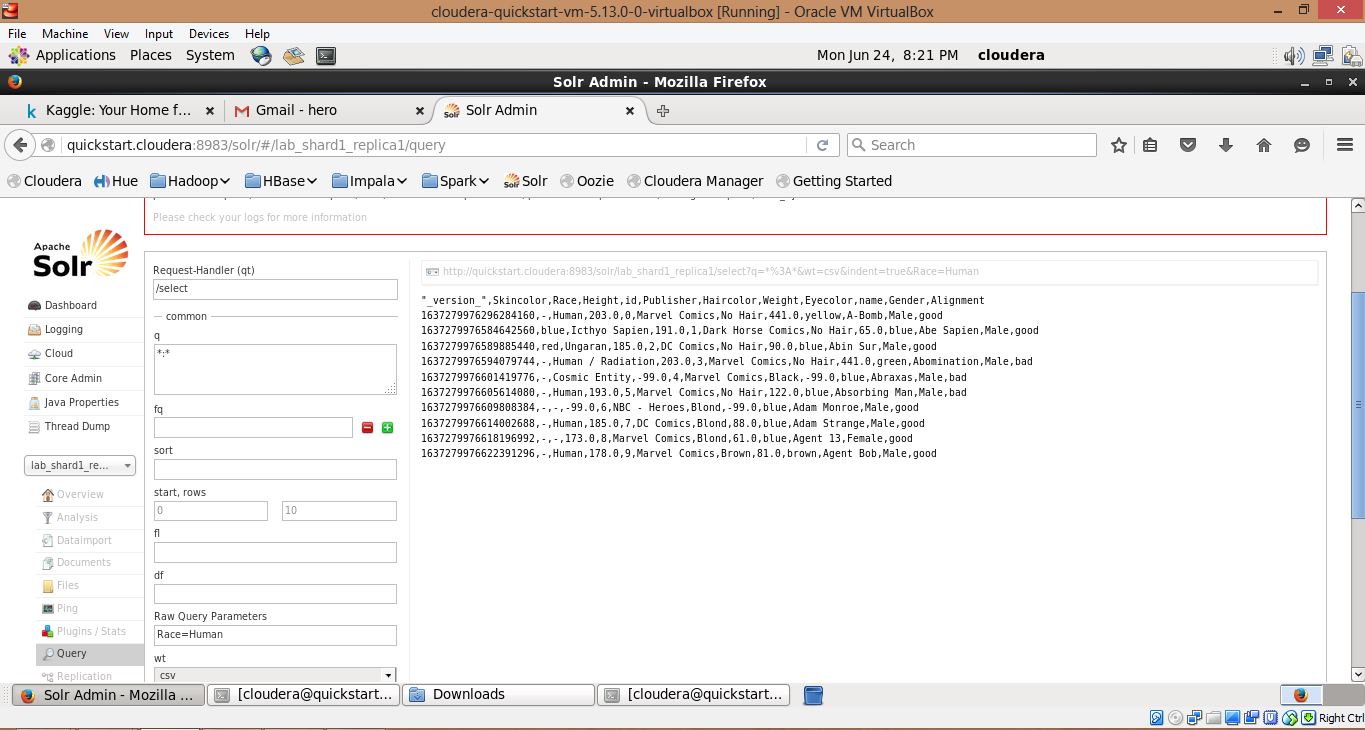 cloudera-quickstart-vm-5.13.0-0-virtualbox [Running] - Oracle VM VirtualBox
File Machine View Input Devices Help
Applications Places System Mon Jun 24, 8:21 PM cloudera
Solr Admin - Mozilla Firefox
Kaggle: Your Home f... Gmail - hero Solr Admin
quickstart.cloudera:8983/solr/#/lab_shard1_replica1/query Search
Cloudera Hue Hadoop HBase Impala Spark Solr Oozie Cloudera Manager Getting Started
Please check your logs for more information
Apache
Solr
Dashboard
Logging
Cloud
Core Admin
Java Properties
Thread Dump
lab_shard1_re...
Overview
Analysis
Dataimport
Documents
Files
Ping
Plugins / Stats
Query
Replication
Request-Handler (qt)
/select
common
q
*:*
fq
sort
start, rows
0 10
fl
df
Raw Query Parameters
Race=Human
wt
csv
http://quickstart.cloudera:8983/solr/lab_shard1_replica1/select?q=*%3A*&wt=csv&indent=true&Race=Human
"_version_",Skincolor,Race,Height,id,Publisher,Haircolor,Weight,Eyecolor,name,Gender,Alignment
1637279976296284160,-,Human,203.0,0,Marvel Comics,No Hair,441.0,yellow,A-Bomb,Male,good
1637279976584642560,blue,Icthyo Sapien,191.0,1,Dark Horse Comics,No Hair,65.0,blue,Abe Sapien,Male,good
1637279976589885440,red,Ungaran,185.0,2,DC Comics,No Hair,90.0,blue,Abin Sur,Male,good
1637279976594079744,-,Human / Radiation,203.0,3,Marvel Comics,No Hair,441.0,green,Abomination,Male,bad
1637279976601419776,-,Cosmic Entity,-99.0,4,Marvel Comics,Black,-99.0,blue,Abraxas,Male,bad
1637279976605614080,-,Human,193.0,5,Marvel Comics,No Hair,122.0,blue,Absorbing Man,Male,bad
1637279976609808384,-,-,-99.0,6,NBC - Heroes,Blond,-99.0,blue,Adam Monroe,Male,good
1637279976614002688,-,Human,185.0,7,DC Comics,Blond,88.0,blue,Adam Strange,Male,good
1637279976618196992,-,-,173.0,8,Marvel Comics,Blond,61.0,blue,Agent 13,Female,good
1637279976622391296,-,Human,178.0,9,Marvel Comics,Brown,81.0,brown,Agent Bob,Male,good
Solr Admin - Mozilla ... [cloudera@quickstart... Downloads [cloudera@quickstart...
Right Ctrl